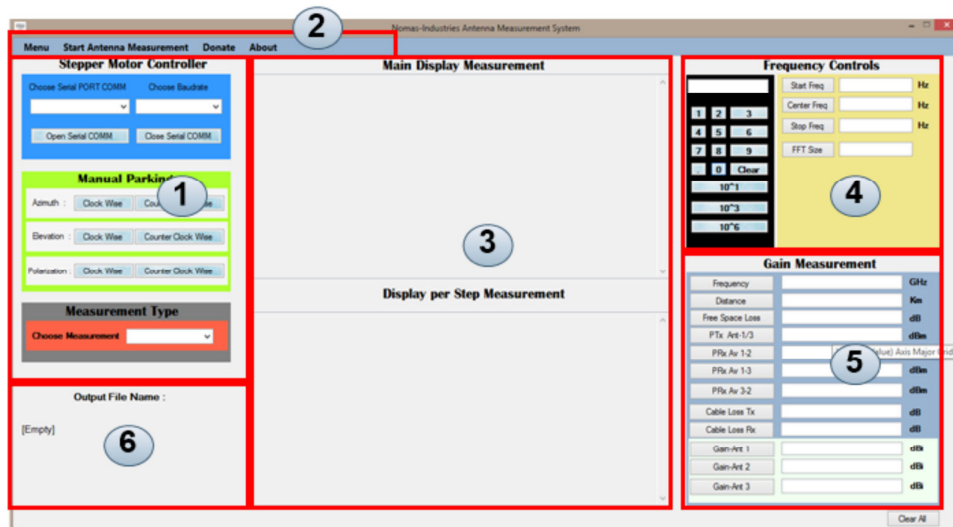 Nomas-Industries Antenna Measurement System
2
Menu Start Antenna Measurement Donate About
Stepper Motor Controller
Choose Serial PORT COMM Choose Baudrate
Open Serial COMM Close Serial COMM
Manual
1
Azimuth : Clock Wise
Elevation : Clock Wise Counter Clock Wise
Polarization : Clock Wise Counter Clock Wise
Measurement Type
Choose Measurement
Output File Name :
[Empty]
6
Main Display Measurement
3
Display per Step Measurement
Frequency Controls
1 2 3
4 5 6
7 8 9
. 0 Clear
10^1
10^3
10^6
Start Freq Hz
Center Freq Hz
Stop Freq Hz
FFT Size
4
Gain Measurement
Frequency GHz
Distance Km
Free Space Loss dB
PTx Ant-1/3 dBm
PRx Av 1-2 Axis Major Grid
5
PRx Av 1-3 dBm
PRx Av 3-2 dBm
Cable Loss Tx dB
Cable Loss Rx dB
Gain-Ant 1 dBi
Gain-Ant 2 dBi
Gain-Ant 3 dBi
Clear All